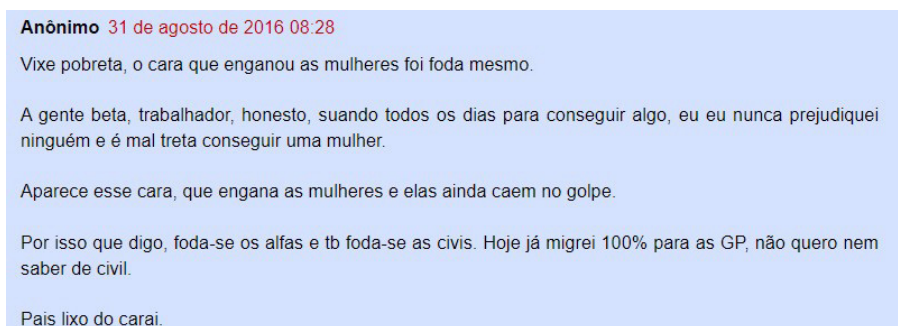 Anônimo 31 de agosto de 2016 08:28
Vixe pobreta, o cara que enganou as mulheres foi foda mesmo.
A gente beta, trabalhador, honesto, suando todos os dias para conseguir algo, eu eu nunca prejudiquei
ninguém e é mal treta conseguir uma mulher.
Aparece esse cara, que engana as mulheres e elas ainda caem no golpe.
Por isso que digo, foda-se os alfas e tb foda-se as civis. Hoje já migrei 100% para as GP, não quero nem
saber de civil.
Pais lixo do carai.